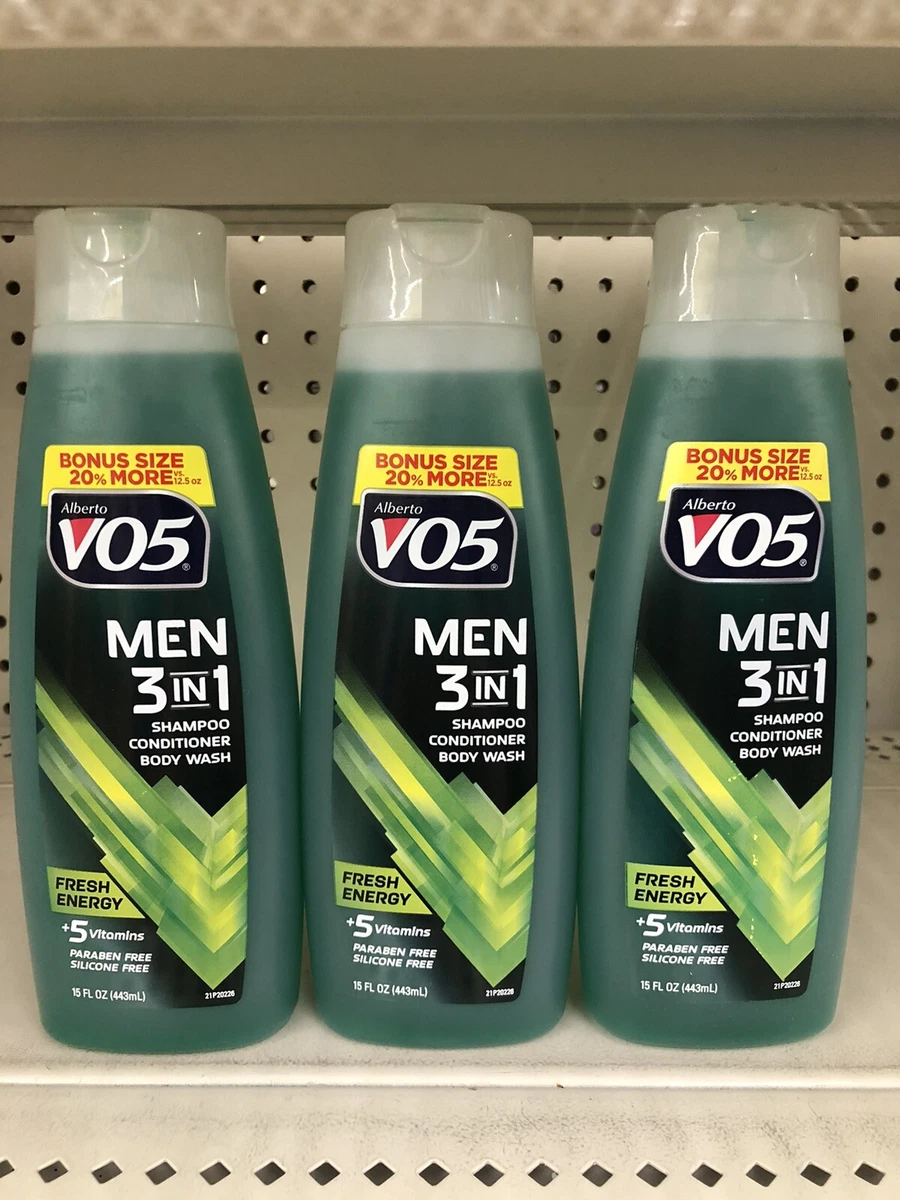 BONUS SIZE
20% MORE vs. 12.5 oz
Alberto
VO5®
MEN
3 IN 1
SHAMPOO
CONDITIONER
BODY WASH
FRESH
ENERGY
+5 Vitamins
PARABEN FREE
SILICONE FREE
15 FL OZ (443mL)
21P20226
BONUS SIZE
20% MORE vs. 12.5 oz
Alberto
VO5®
MEN
3 IN 1
SHAMPOO
CONDITIONER
BODY WASH
FRESH
ENERGY
+5 Vitamins
PARABEN FREE
SILICONE FREE
15 FL OZ (443mL)
21P20226
BONUS SIZE
20% MORE vs. 12.5 oz
Alberto
VO5®
MEN
3 IN 1
SHAMPOO
CONDITIONER
BODY WASH
FRESH
ENERGY
+5 Vitamins
PARABEN FREE
SILICONE FREE
15 FL OZ (443mL)
21P20226